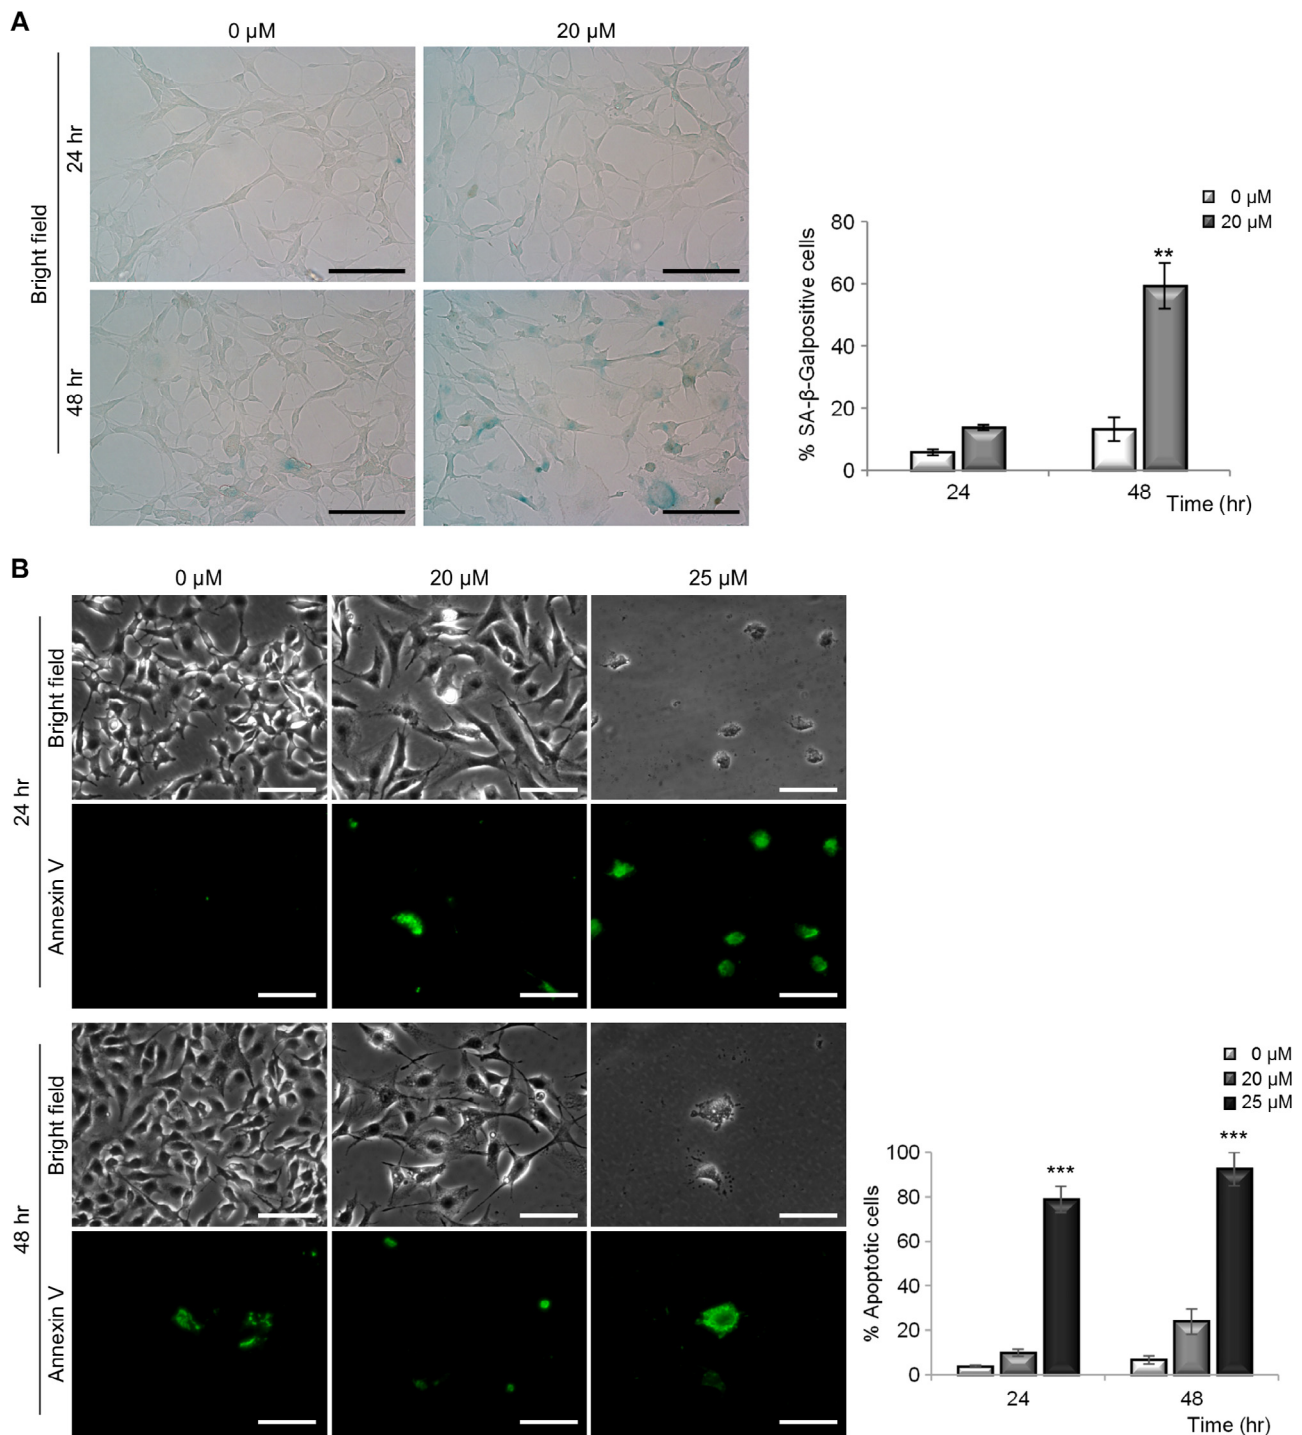 A
0 µM
20 µM
Bright field
24 hr
48 hr
0 µM
20 µM
% SA-β-Galpositive cells
80
60
40
20
0
**
24
48
Time (hr)
B
0 µM
20 µM
25 µM
24 hr
Bright field
Annexin V
48 hr
Bright field
Annexin V
0 µM
20 µM
25 µM
% Apoptotic cells
100
80
60
40
20
0
***
***
24
48
Time (hr)